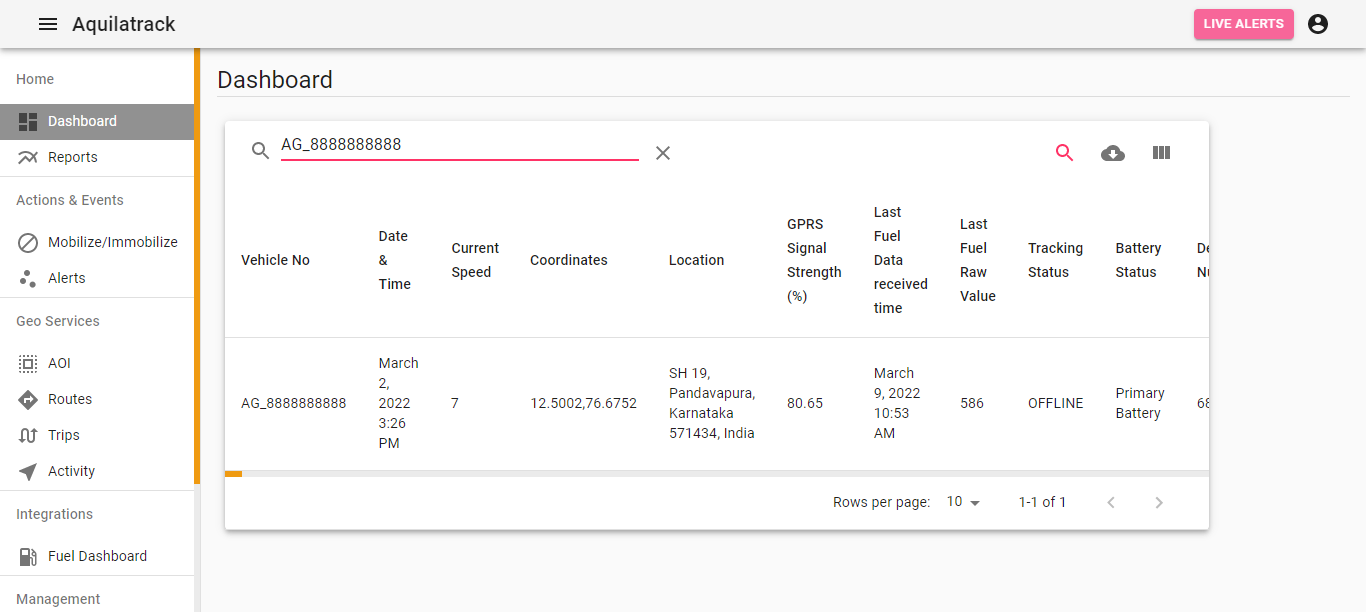 Aquilatrack
LIVE ALERTS
Home
Dashboard
Reports
Actions & Events
Mobilize/Immobilize
Alerts
Geo Services
AOI
Routes
Trips
Activity
Integrations
Fuel Dashboard
Management
Dashboard
AG_8888888888
Vehicle No
Date
&
Time
Current
Speed
Coordinates
Location
GPRS
Signal
Strength
(%)
Last
Fuel
Data
received
time
Last
Fuel
Raw
Value
Tracking
Status
Battery
Status
AG_8888888888
March
2,
2022
3:26
PM
7
12.5002,76.6752
SH 19,
Pandavapura,
Karnataka
571434, India
80.65
March
9, 2022
10:53
AM
586
OFFLINE
Primary
Battery
Rows per page:
10
1-1 of 1